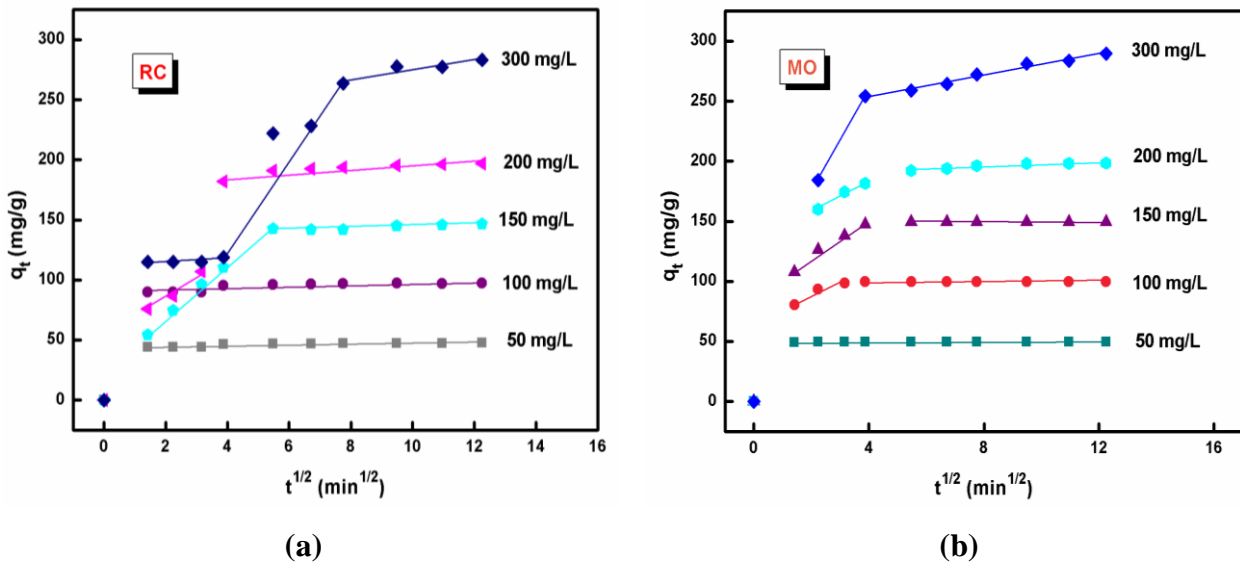 300
250
200
150
100
50
0
q_t (mg/g)
RC
300 mg/L
200 mg/L
150 mg/L
100 mg/L
50 mg/L
0 2 4 6 8 10 12 14 16
t^{1/2} (min^{1/2})
(a)
300
250
200
150
100
50
0
q_t (mg/g)
MO
300 mg/L
200 mg/L
150 mg/L
100 mg/L
50 mg/L
0 4 8 12 16
t^{1/2} (min^{1/2})
(b)